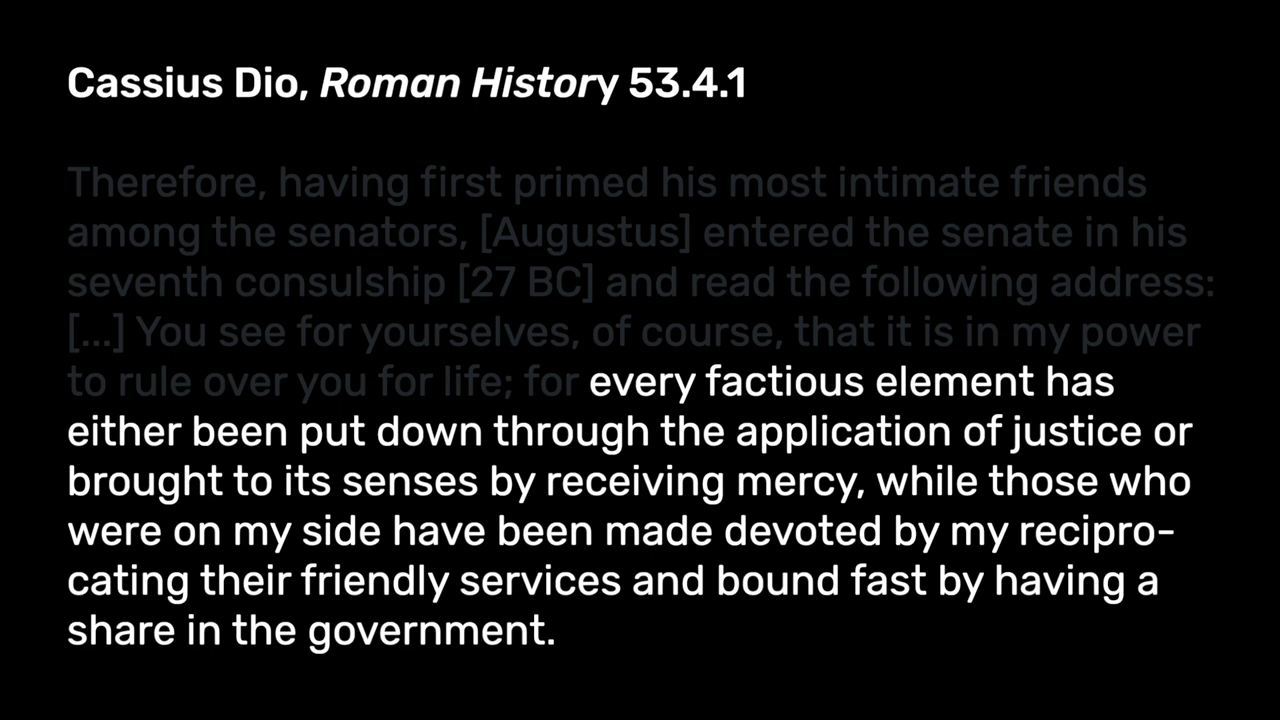 Cassius Dio, Roman History 53.4.1
Therefore, having first primed his most intimate friends
among the senators, [Augustus] entered the senate in his
seventh consulship [27 BC] and read the following address:
[...] You see for yourselves, of course, that it is in my power
to rule over you for life; for every factious element has
either been put down through the application of justice or
brought to its senses by receiving mercy, while those who
were on my side have been made devoted by my recipro-
cating their friendly services and bound fast by having a
share in the government.